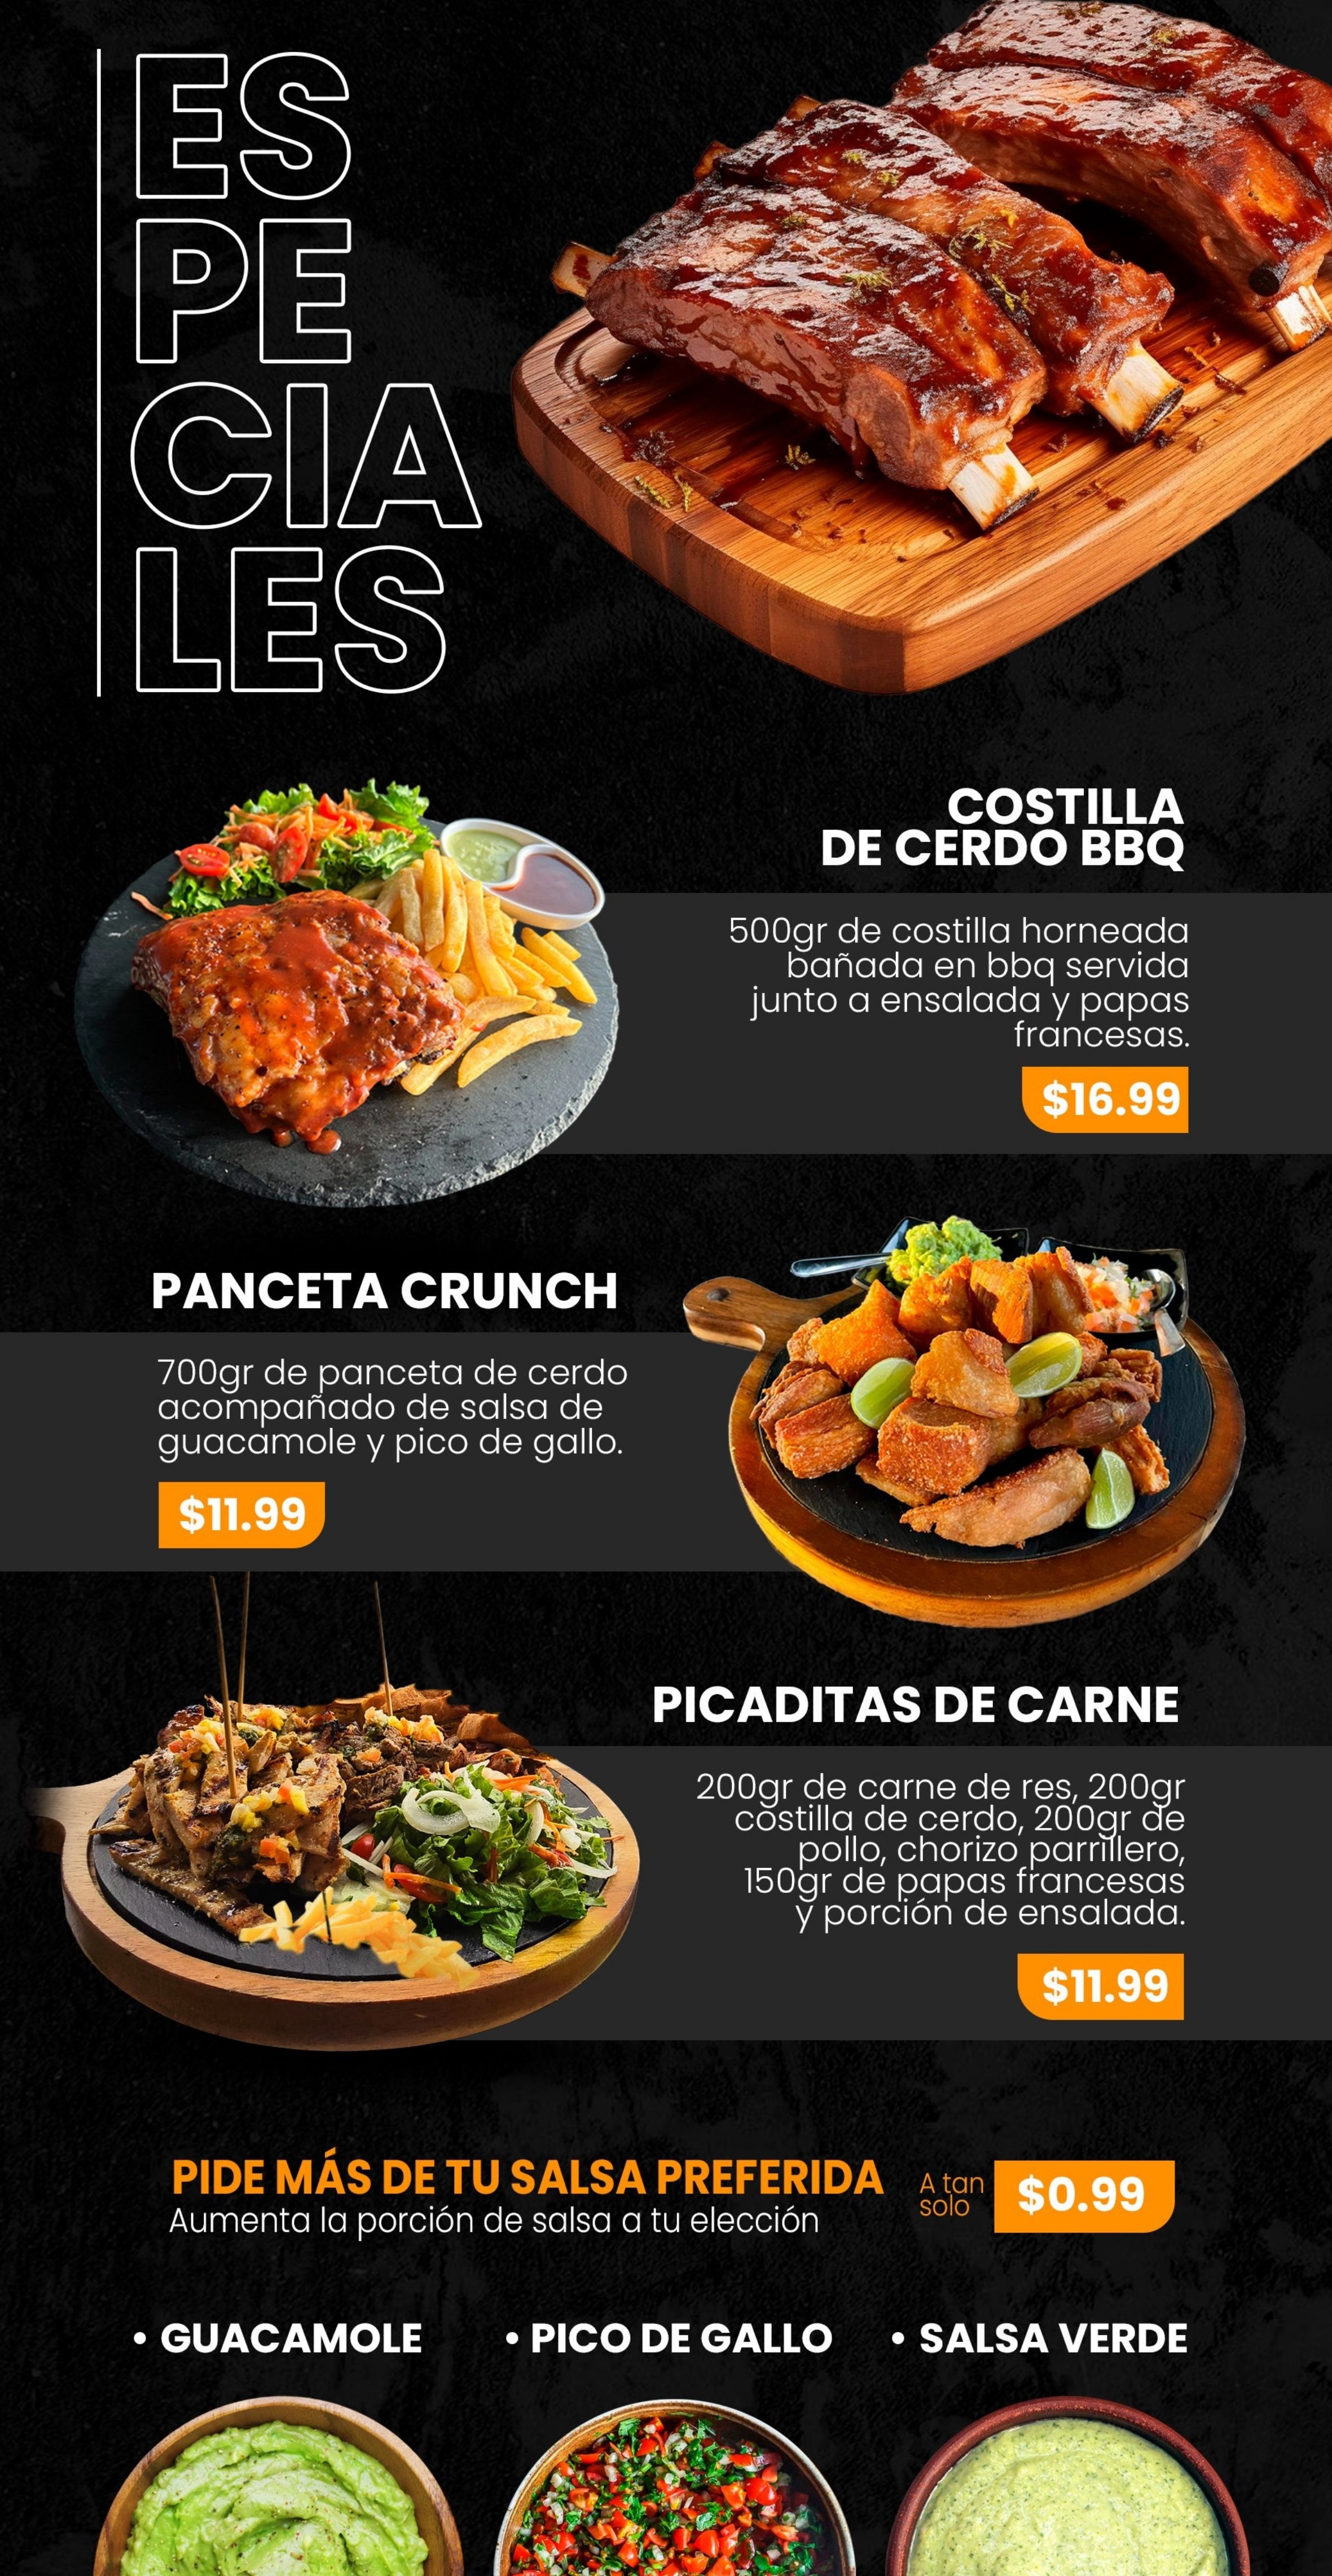 ES
PE
CIA
LES
COSTILLA
DE CERDO BBQ
500gr de costilla horneada
bañada en bbq servida
junto a ensalada y papas
francesas.
$16.99
PANCETA CRUNCH
700gr de panceta de cerdo
acompañado de salsa de
guacamole y pico de gallo.
$11.99
PICADITAS DE CARNE
200gr de carne de res, 200gr
costilla de cerdo, 200gr de
pollo, chorizo parrillero,
150gr de papas francesas
y porción de ensalada.
$11.99
PIDE MÁS DE TU SALSA PREFERIDA
Aumenta la porción de salsa a tu elección
A tan
solo
$0.99
• GUACAMOLE
• PICO DE GALLO
• SALSA VERDE